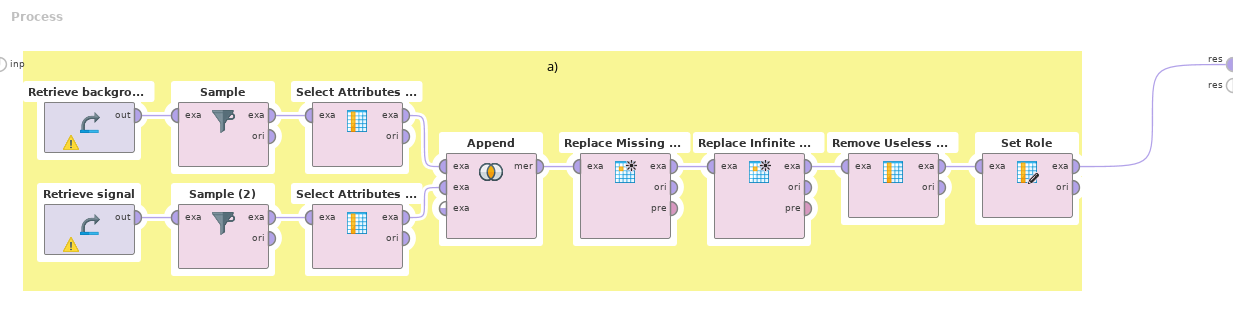 Process
inp
a)
res
res
Retrieve backgro...
out
Sample
exa
exa
ori
Select Attributes ...
exa
exa
ori
Retrieve signal
out
Sample (2)
exa
exa
ori
Select Attributes ...
exa
exa
ori
Append
exa
mer
exa
exa
Replace Missing ...
exa
exa
ori
pre
Replace Infinite ...
exa
exa
ori
pre
Remove Useless ...
exa
exa
ori
Set Role
exa
exa
ori